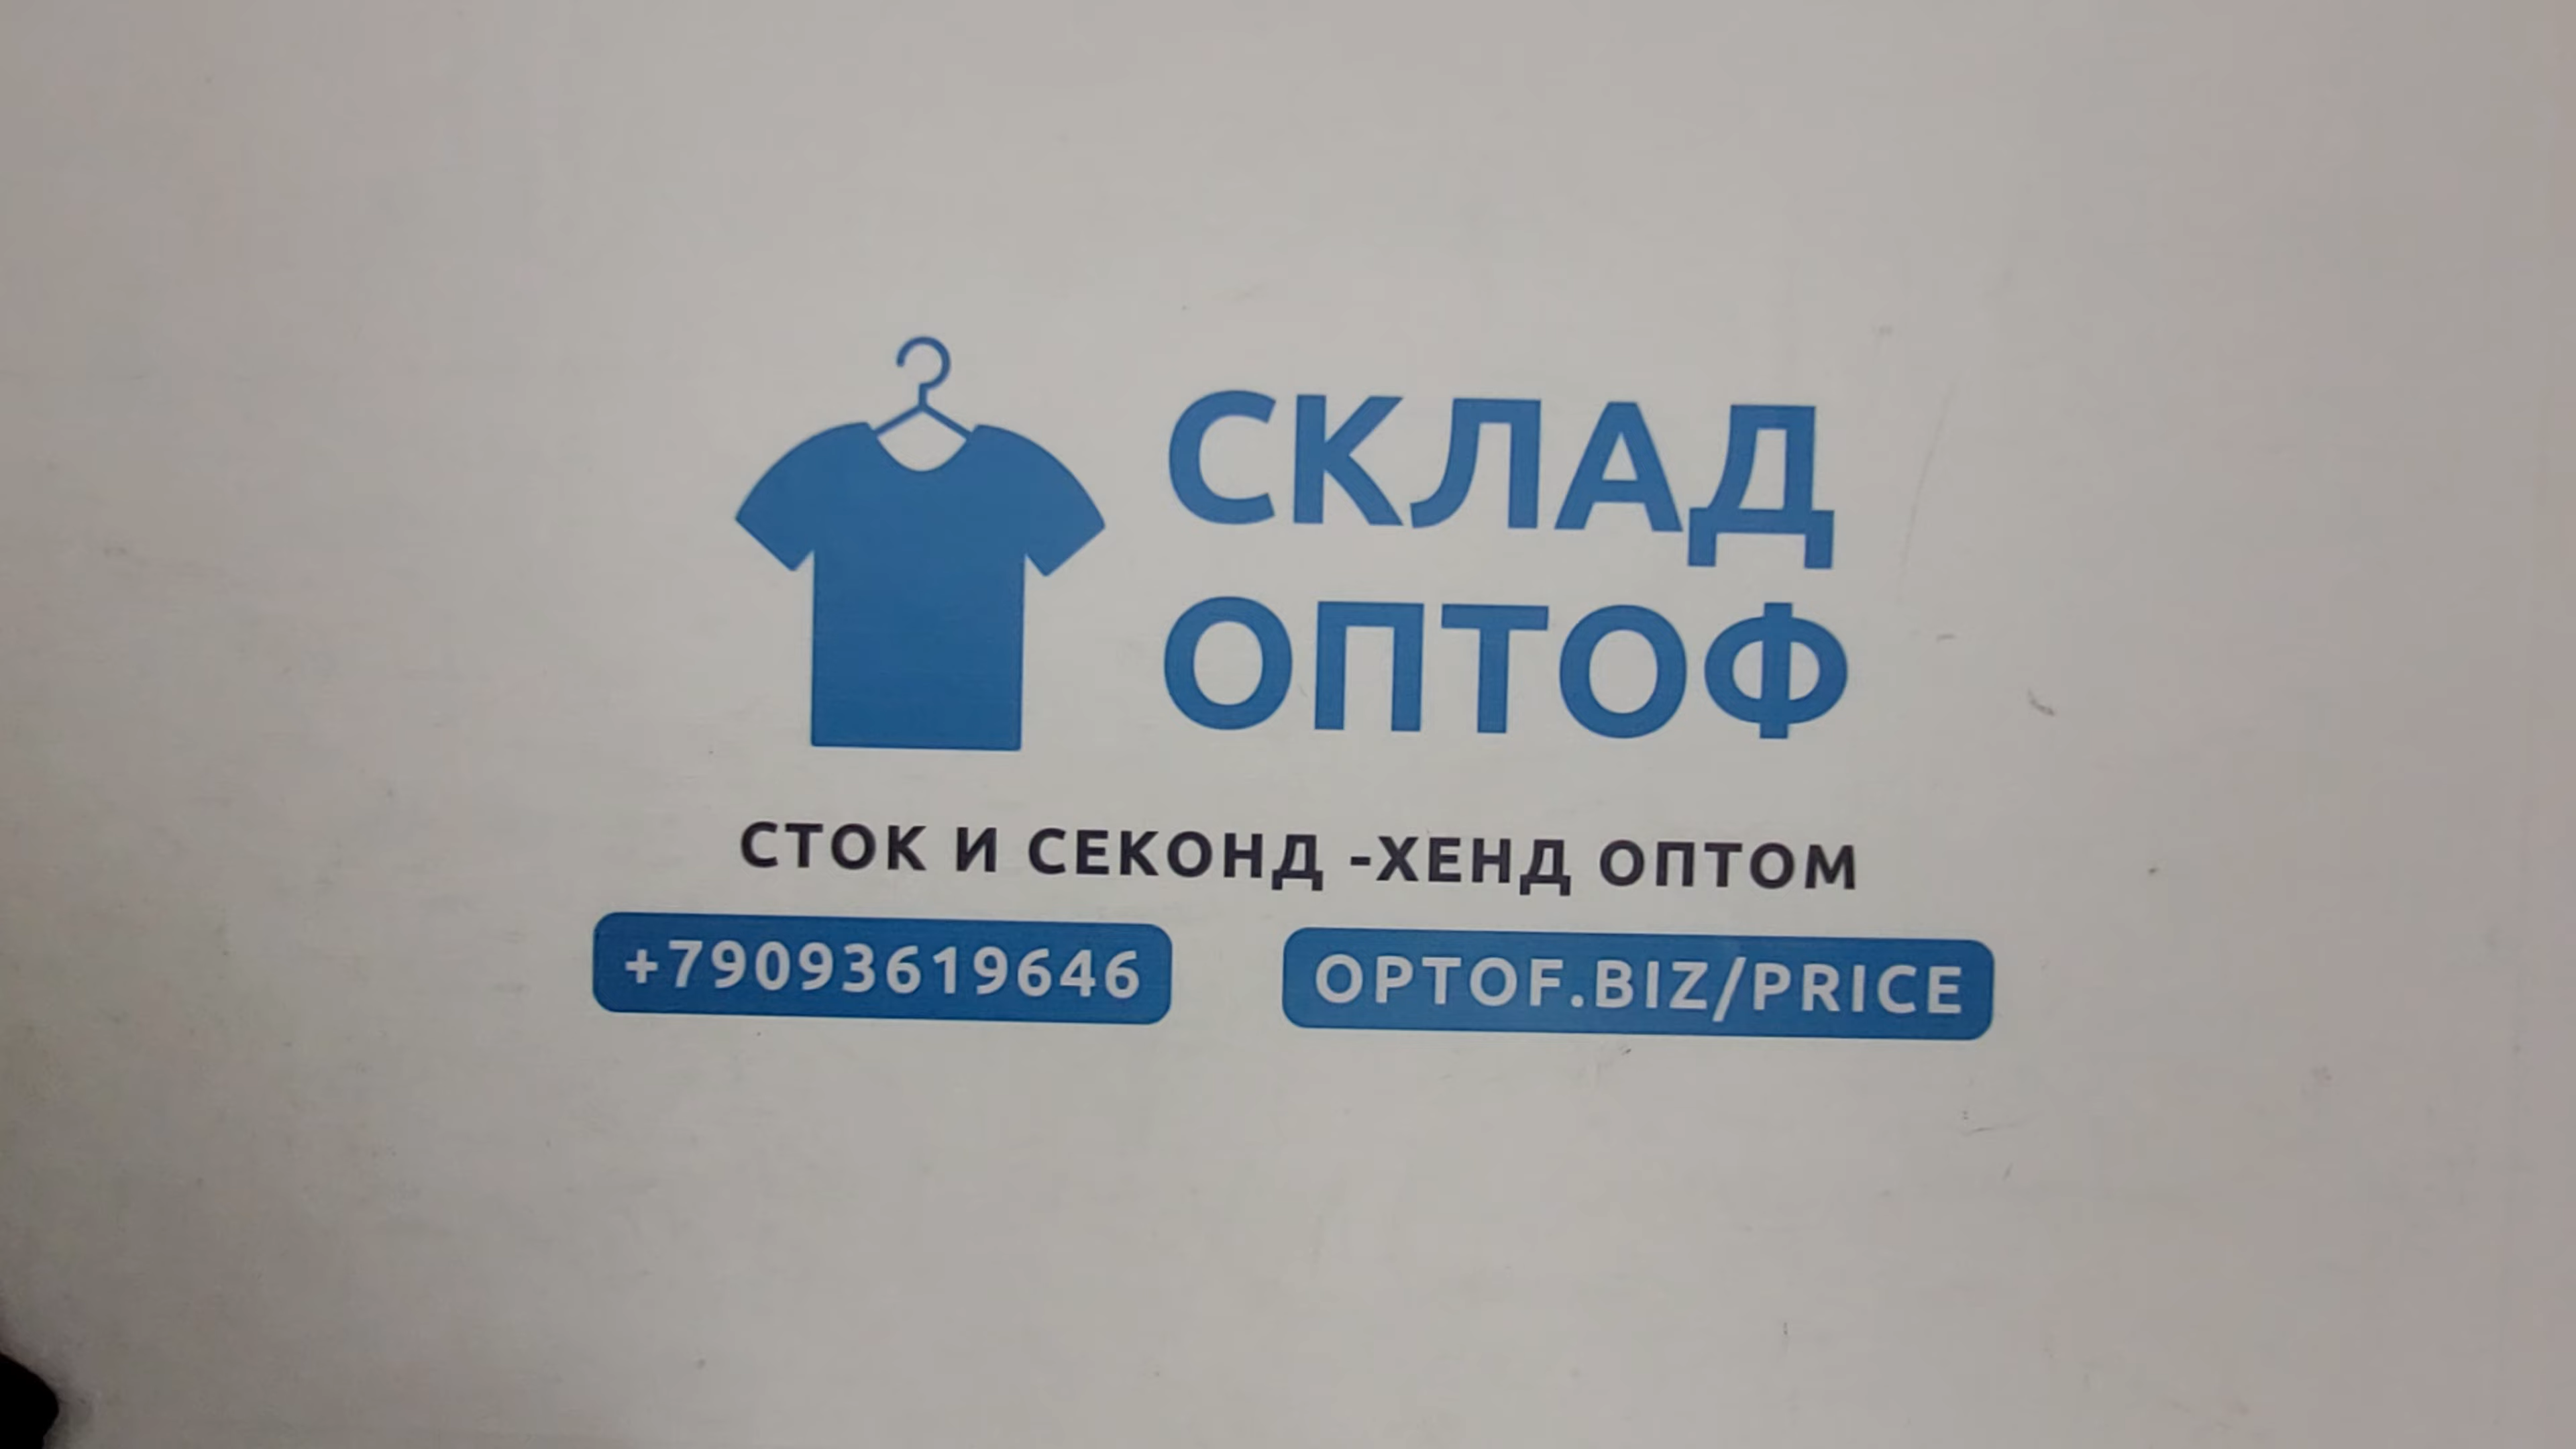 СКЛАД
ОПТОФ
СТОК И СЕКОНД -ХЕНД ОПТОМ
+79093619646
OPTOF.BIZ/PRICE